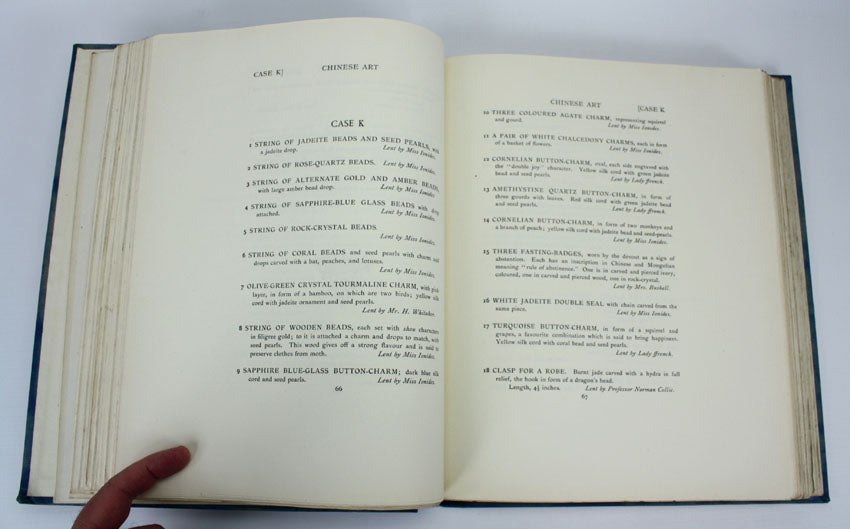 CASE K]
CHINESE ART
CASE K
1 STRING OF JADEITE BEADS AND SEED PEARLS, with
a jadeite drop. Lent by Miss Ionides.
2 STRING OF ROSE-QUARTZ BEADS. Lent by Miss Ionides.
3 STRING OF ALTERNATE GOLD AND AMBER BEADS,
with large amber bead drop. Lent by Miss Ionides.
4 STRING OF SAPPHIRE-BLUE GLASS BEADS with drop
attached. Lent by Miss Ionides.
5 STRING OF ROCK-CRYSTAL BEADS.
Lent by Miss Ionides.
6 STRING OF CORAL BEADS and seed pearls with charm and
drops carved with a bat, peaches, and lotuses.
Lent by Miss Ionides.
7 OLIVE-GREEN CRYSTAL TOURMALINE CHARM, with pink
layer, in form of a bamboo, on which are two birds; yellow silk
cord with jadeite ornament and seed pearls.
Lent by Mr. H. Whitaker.
8 STRING OF WOODEN BEADS, each set with shou characters
in filigree gold; to it is attached a charm and drops to match, with
seed pearls. This wood gives off a strong flavour and is said to
preserve clothes from moth. Lent by Miss Ionides.
9 SAPPHIRE BLUE-GLASS BUTTON-CHARM; dark blue silk
cord and seed pearls. Lent by Miss Ionides.
66
CHINESE ART
[CASE K
10 THREE COLOURED AGATE CHARM, representing squirrel
and gourd. Lent by Miss Ionides.
11 A PAIR OF WHITE CHALCEDONY CHARMS, each in form
of a basket of flowers. Lent by Miss Ionides.
12 CORNELIAN BUTTON-CHARM, oval, each side engraved with
the "double joy" character. Yellow silk cord with green jadeite
bead and seed pearls. Lent by Lady ffrench.
13 AMETHYSTINE QUARTZ BUTTON-CHARM, in form of
three gourds with leaves. Red silk cord with green jadeite bead
and seed pearls. Lent by Lady ffrench.
14 CORNELIAN BUTTON-CHARM, in form of two monkeys and
a branch of peach; yellow silk cord with jadeite bead and seed-pearls.
Lent by Miss Ionides.
15 THREE FASTING-BADGES, worn by the devout as a sign of
abstention. Each has an inscription in Chinese and Mongolian
meaning "rule of abstinence." One is in carved and pierced ivory,
coloured, one in carved and pierced wood, one in rock-crystal.
Lent by Mrs. Bushell.
16 WHITE JADEITE DOUBLE SEAL with chain carved from the
same piece. Lent by Miss Ionides.
17 TURQUOISE BUTTON-CHARM, in form of a squirrel and
grapes, a favourite combination which is said to bring happiness.
Yellow silk cord with coral bead and seed pearls.
Lent by Lady ffrench.
18 CLASP FOR A ROBE. Burnt jade carved with a hydra in full
relief, the hook in form of a dragon's head.
Length, 4½ inches. Lent by Professor Norman Collie.
67